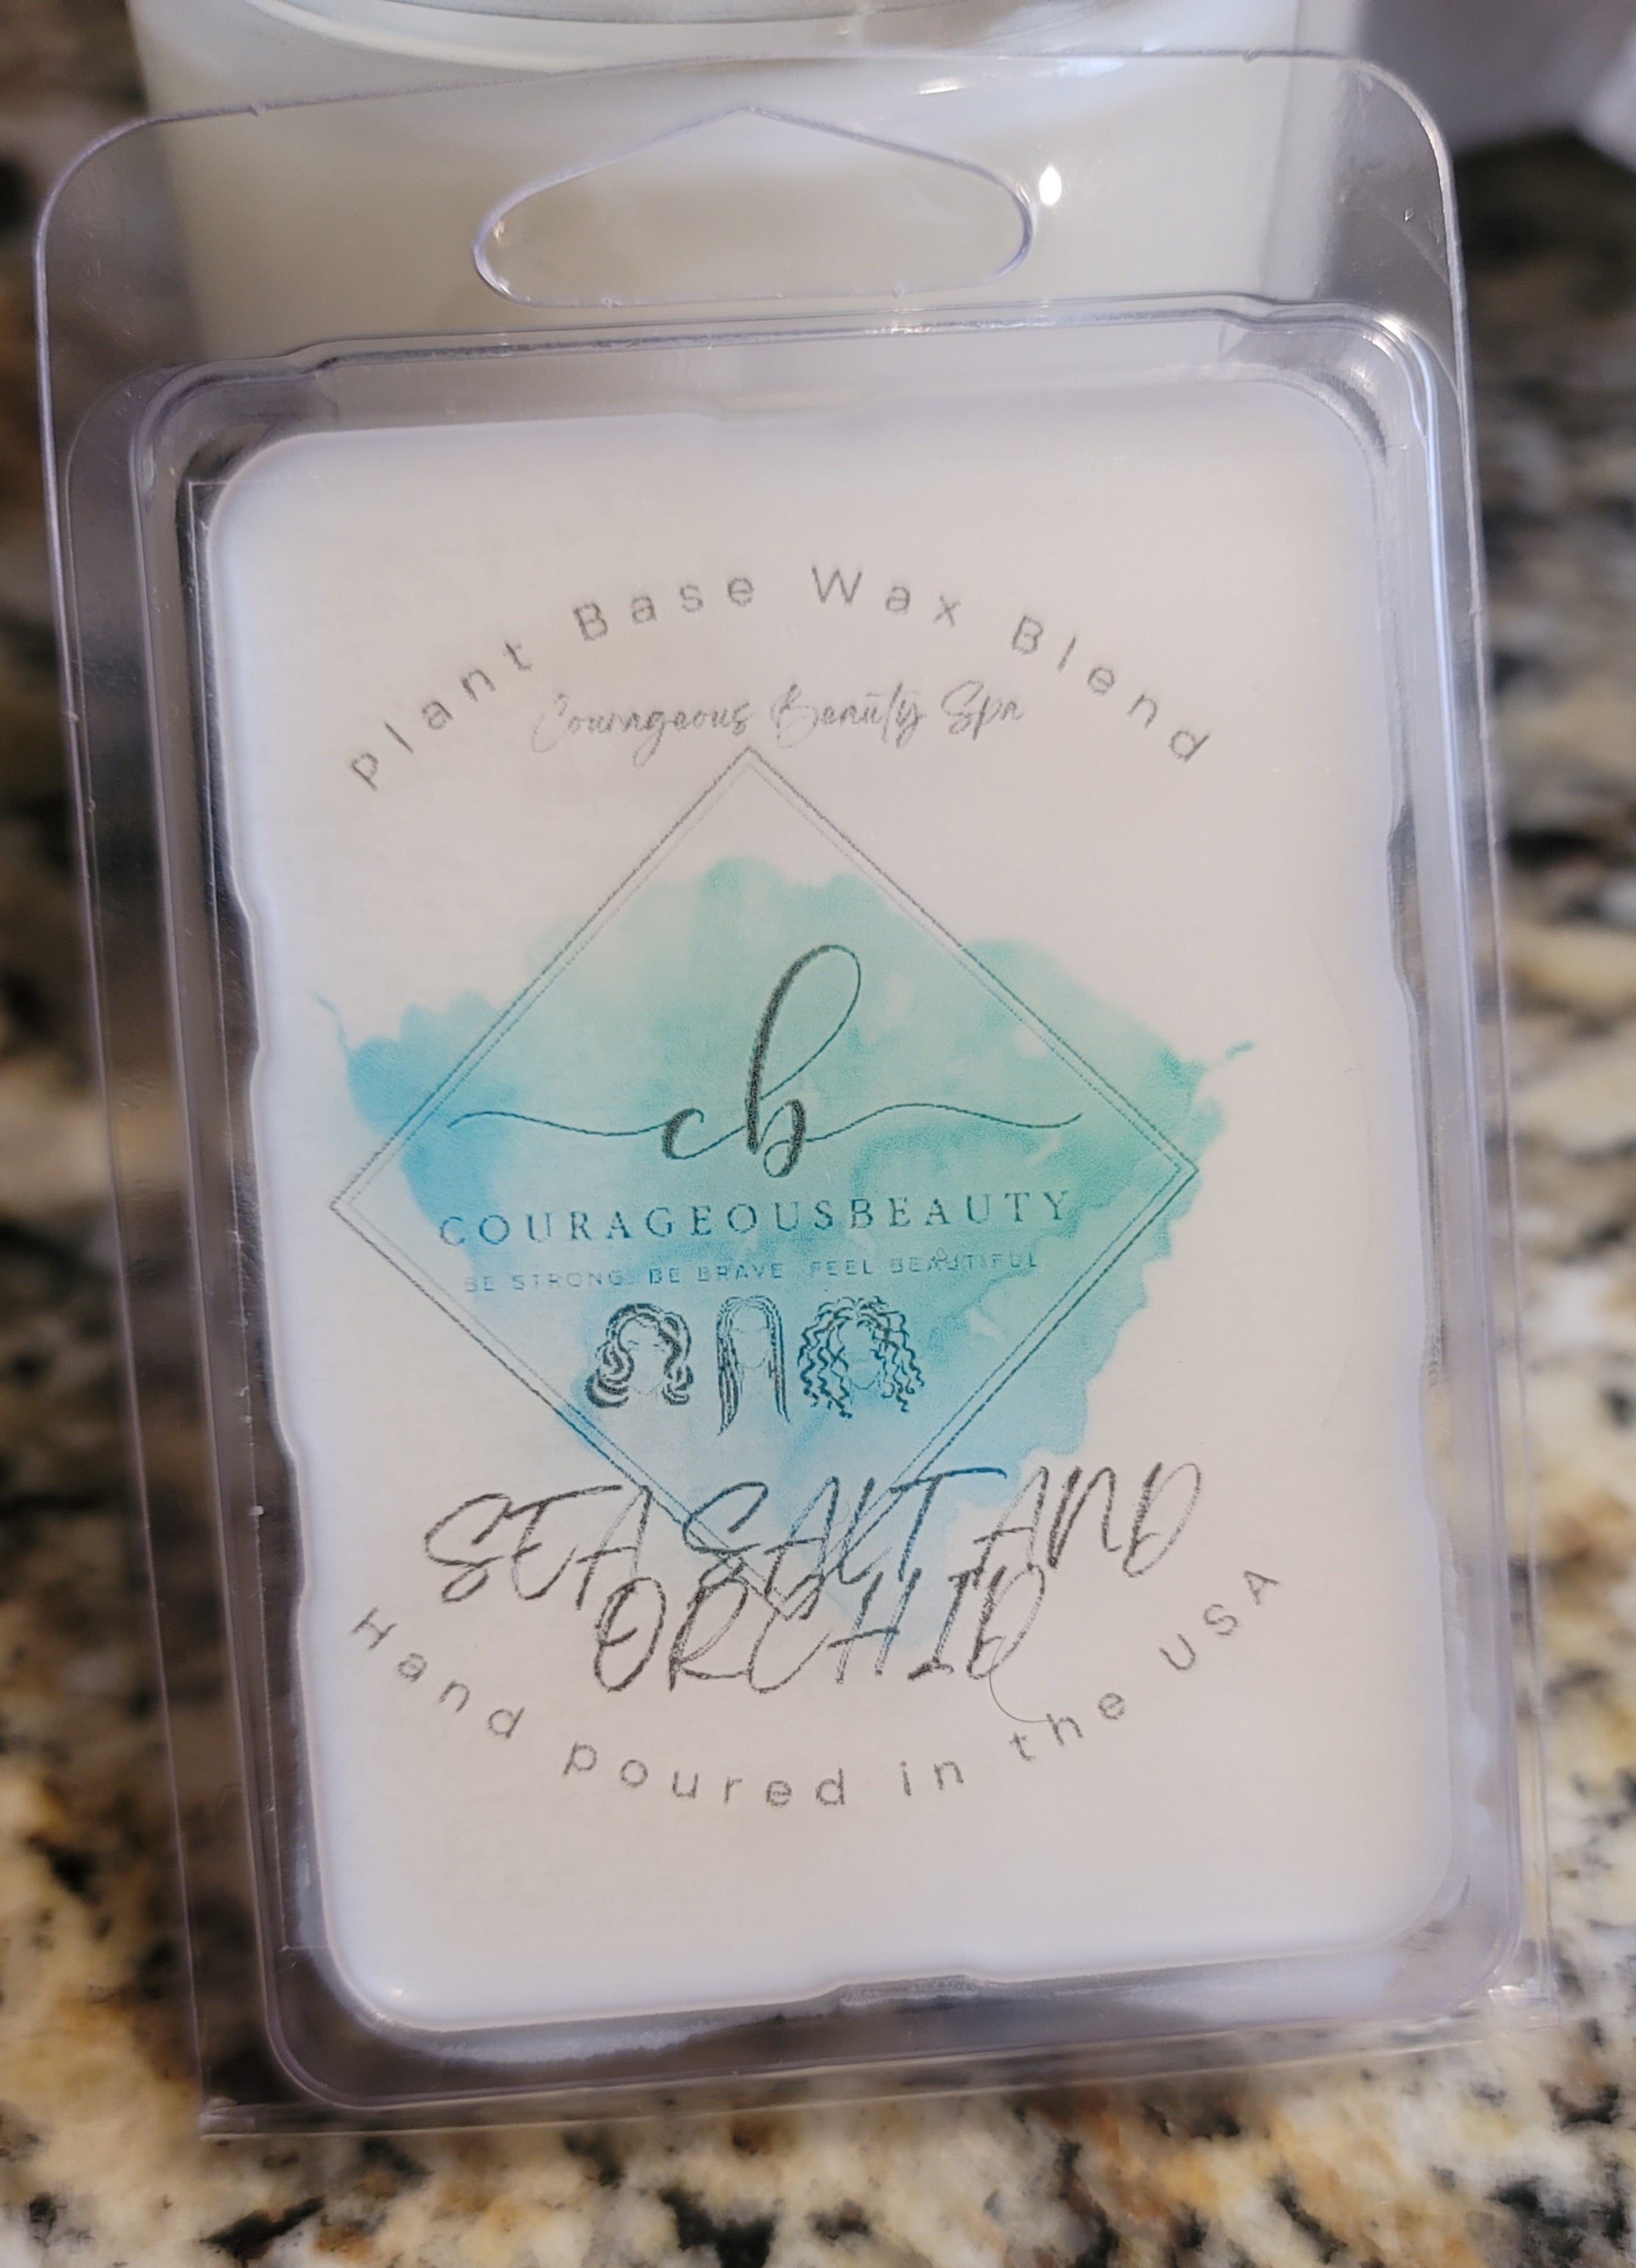 Plant Base Wax Blend
Courageous Beauty Spa
cb
COURAGEOUSBEAUTY
BE STRONG. BE BRAVE. FEEL BEAUTIFUL
SEA SALT AND
ORCHID
Hand poured in the USA